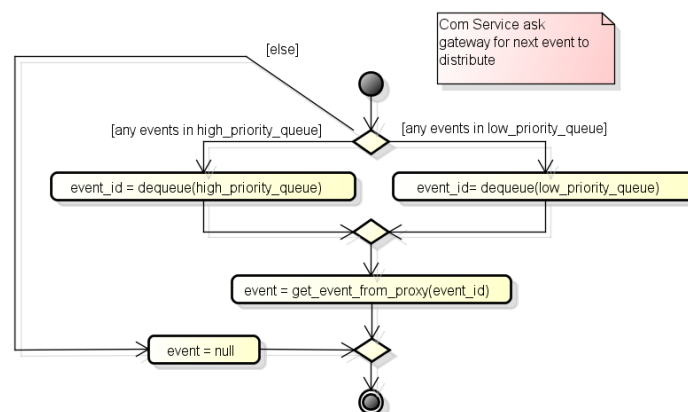 Com Service ask
gateway for next event to
distribute
[else]
[any events in high_priority_queue]
[any events in low_priority_queue]
event_id = dequeue(high_priority_queue)
event_id= dequeue(low_priority_queue)
event = get_event_from_proxy(event_id)
event = null